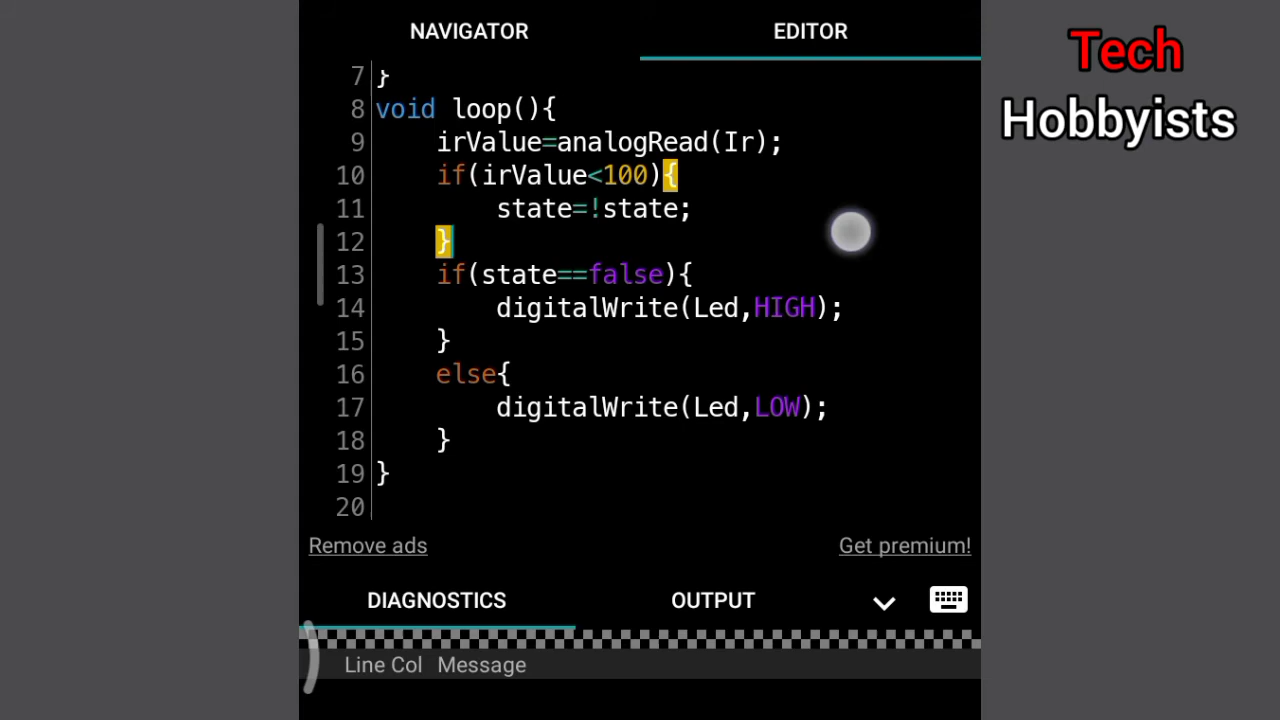 NAVIGATOR EDITOR
Tech
Hobbyists
7 }
8 void loop(){
9 irValue=analogRead(Ir);
10 if(irValue<100){
11 state=!state;
12 }
13 if(state==false){
14 digitalWrite(Led,HIGH);
15 }
16 else{
17 digitalWrite(Led,LOW);
18 }
19 }
20
Remove ads Get premium!
DIAGNOSTICS OUTPUT
Line Col Message